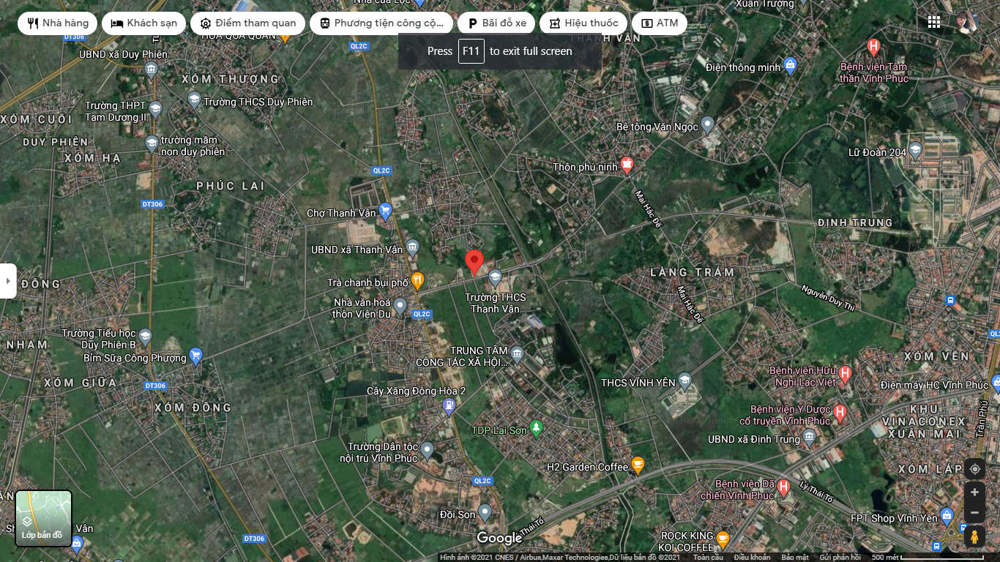 Nhà cửa Lộc
Xuân Trường
Nhà hàng
Khách sạn
Điểm tham quan
Phương tiện công cộ...
Bãi đỗ xe
Hiệu thuốc
ATM
DT306
HOA QUẢ QUÂN
THANH VÂN
QL2C
Press F11 to exit full screen
UBND xã Duy Phiên
Điện thông minh
Bệnh viện Tâm
thần Vĩnh Phúc
XÓM THƯỢNG
Trường THCS Duy Phiên
Trường THPT
Tam Dương II
XÓM CUỐI
DUY PHIÊN
trường mầm
non duy phiên
XÓM HẠ
Bê tông Văn Ngọc
Lữ Đoàn 204
Thôn phú ninh
QL2C
PHÚC LAI
DT306
Mai Hắc Đế
Chợ Thanh Vân
ĐỊNH TRUNG
UBND xã Thanh Vân
LÀNG TRÁM
ĐỒNG
Trà chanh bụi phố
Trường THCS
Thanh Vân
Mai Hắc Đế
Nguyễn Duy Thì
Nhà văn hoá
thôn Viên Du
QL2C
Trường Tiểu học
Duy Phiên B
QL2
NHAM
Bỉm Sữa Công Phượng
TRUNG TÂM
CÔNG TÁC XÃ HỘI...
XÓM VÊN
Bệnh viện Hữu
Nghị Lạc Việt
XÓM GIỮA
DT306
THCS VĨNH YÊN
Điện máy HC Vĩnh Phúc
Cây Xăng Đồng Hòa 2
XÓM ĐÔNG
Bệnh viện Y Dược
cổ truyền Vĩnh Phúc
KHU
VINACONEX
XUÂN MAI
Trần Phú
TDP Lai Sơn
UBND xã Định Trung
Trường Dân tộc
nội trú Vĩnh Phúc
H2 Garden Coffee
XÓM LÁP
QL2C
Bệnh viện Dã
chiến Vĩnh Phúc
Lý Thái Tổ
Đồi Son
Thái Tổ
FPT Shop Vĩnh Yên
Vân
Lớp bản đồ
DT306
Google
ROCK KING
KOI COFFEE
Hình ảnh ©2021 CNES / Airbus,Maxar Technologies,Dữ liệu bản đồ ©2021
Toàn cầu
Điều khoản
Bảo mật
Gửi phản hồi
500 mét